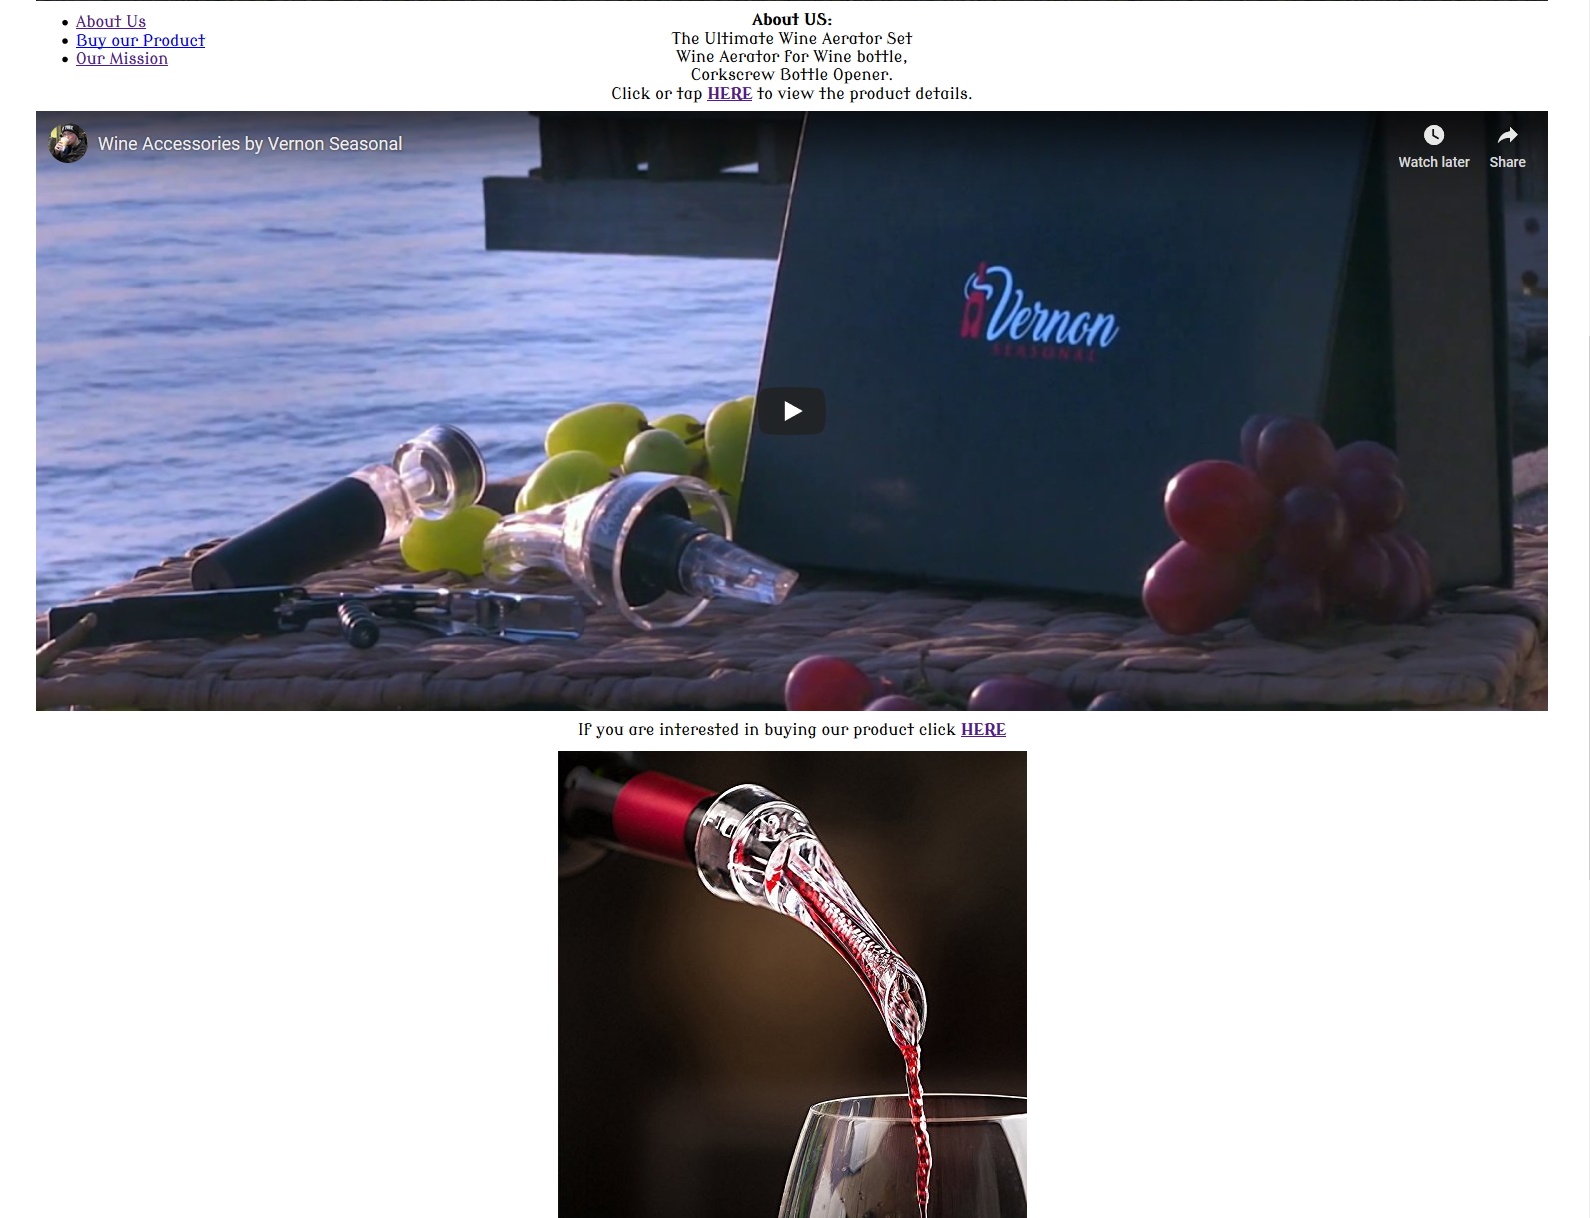 About Us
Buy our Product
Our Mission
About US:
The Ultimate Wine Aerator Set
Wine Aerator for Wine bottle,
Corkscrew Bottle Opener.
Click or tap HERE to view the product details.
Wine Accessories by Vernon Seasonal
Watch later
Share
Vernon
SEASONAL
If you are interested in buying our product click HERE